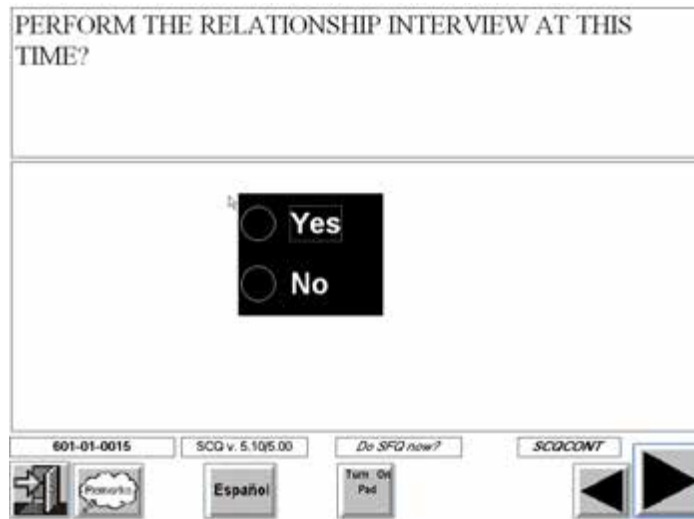 PERFORM THE RELATIONSHIP INTERVIEW AT THIS
TIME?
Yes
No
601-01-0015
SCQ v. 5.10/5.00
Do SFQ now?
SCQCONT
Remarks
Español
Turn On
Pad